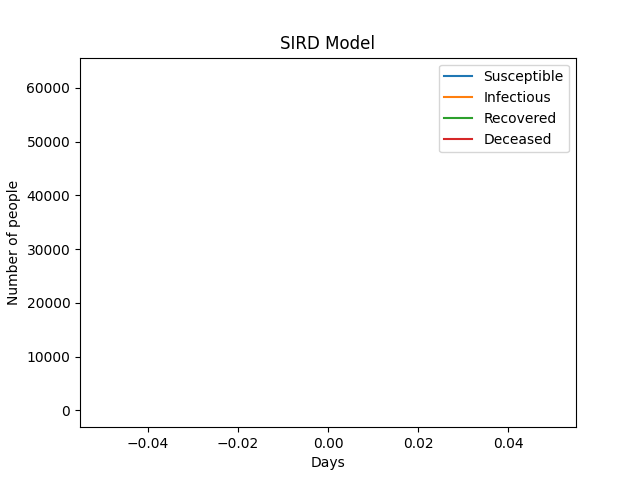 SIRD Model
Susceptible
Infectious
Recovered
Deceased
60000
50000
40000
30000
20000
10000
0
Number of people
−0.04
−0.02
0.00
0.02
0.04
Days